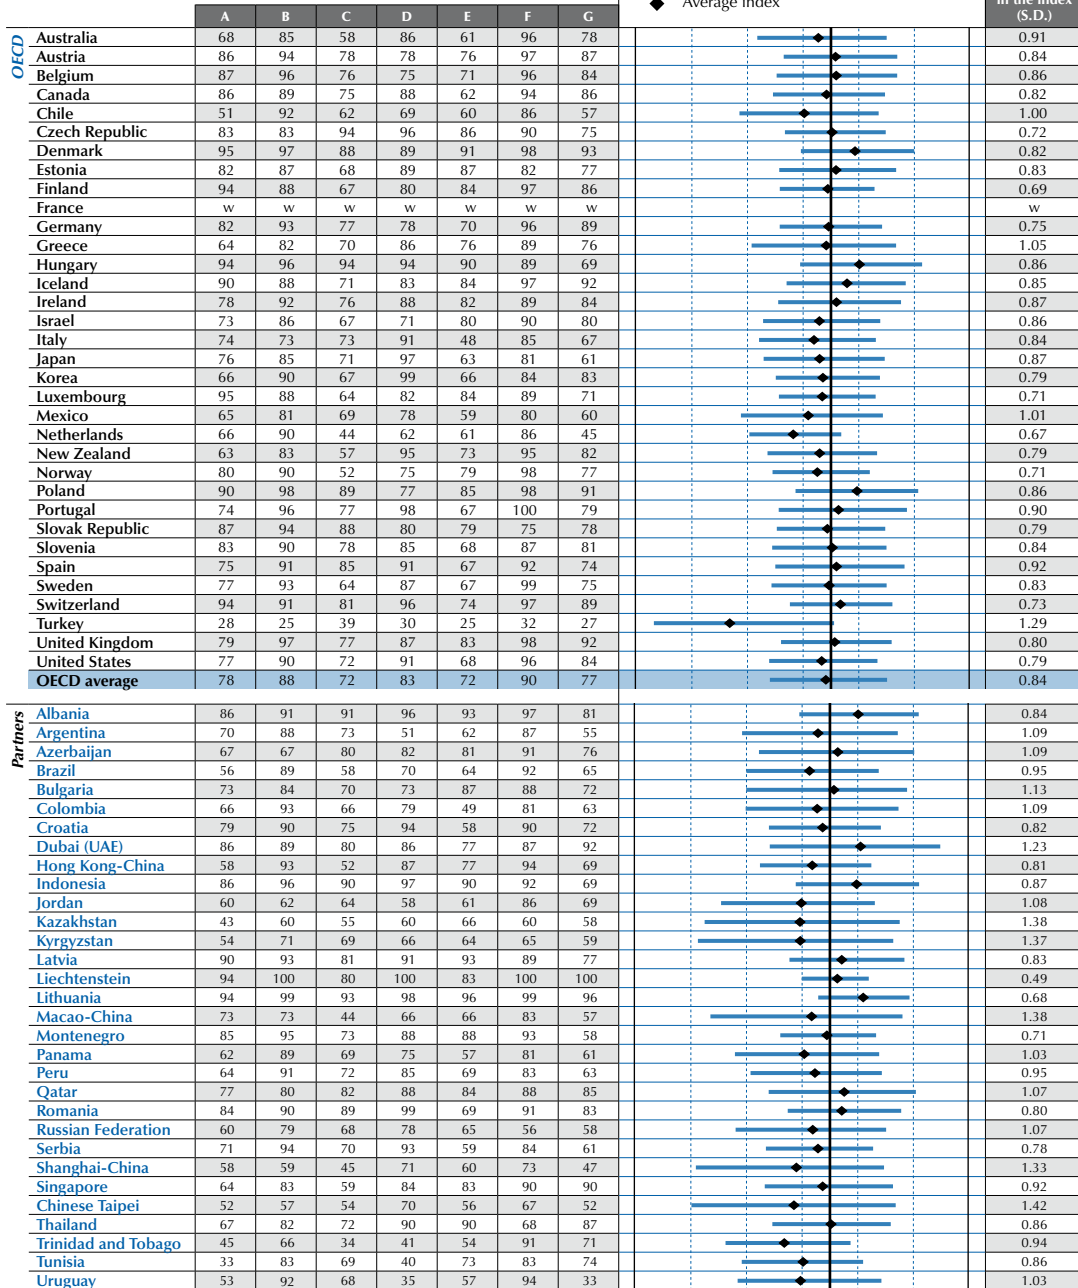 Average Index
in the index
A B C D E F G (S.D.)
OECD
Australia 68 85 58 86 61 96 78 0.91
Austria 86 94 78 78 76 97 87 0.84
Belgium 87 96 76 75 71 96 84 0.86
Canada 86 89 75 88 62 94 86 0.82
Chile 51 92 62 69 60 86 57 1.00
Czech Republic 83 83 94 96 86 90 75 0.72
Denmark 95 97 88 89 91 98 93 0.82
Estonia 82 87 68 89 87 82 77 0.83
Finland 94 88 67 80 84 97 86 0.69
France w w w w w w w w
Germany 82 93 77 78 70 96 89 0.75
Greece 64 82 70 86 76 89 76 1.05
Hungary 94 96 94 94 90 89 69 0.86
Iceland 90 88 71 83 84 97 92 0.85
Ireland 78 92 76 88 82 89 84 0.87
Israel 73 86 67 71 80 90 80 0.86
Italy 74 73 73 91 48 85 67 0.84
Japan 76 85 71 97 63 81 61 0.87
Korea 66 90 67 99 66 84 83 0.79
Luxembourg 95 88 64 82 84 89 71 0.71
Mexico 65 81 69 78 59 80 60 1.01
Netherlands 66 90 44 62 61 86 45 0.67
New Zealand 63 83 57 95 73 95 82 0.79
Norway 80 90 52 75 79 98 77 0.71
Poland 90 98 89 77 85 98 91 0.86
Portugal 74 96 77 98 67 100 79 0.90
Slovak Republic 87 94 88 80 79 75 78 0.79
Slovenia 83 90 78 85 68 87 81 0.84
Spain 75 91 85 91 67 92 74 0.92
Sweden 77 93 64 87 67 99 75 0.83
Switzerland 94 91 81 96 74 97 89 0.73
Turkey 28 25 39 30 25 32 27 1.29
United Kingdom 79 97 77 87 83 98 92 0.80
United States 77 90 72 91 68 96 84 0.79
OECD average 78 88 72 83 72 90 77 0.84
Partners
Albania 86 91 91 96 93 97 81 0.84
Argentina 70 88 73 51 62 87 55 1.09
Azerbaijan 67 67 80 82 81 91 76 1.09
Brazil 56 89 58 70 64 92 65 0.95
Bulgaria 73 84 70 73 87 88 72 1.13
Colombia 66 93 66 79 49 81 63 1.09
Croatia 79 90 75 94 58 90 72 0.82
Dubai (UAE) 86 89 80 86 77 87 92 1.23
Hong Kong-China 58 93 52 87 77 94 69 0.81
Indonesia 86 96 90 97 90 92 69 0.87
Jordan 60 62 64 58 61 86 69 1.08
Kazakhstan 43 60 55 60 66 60 58 1.38
Kyrgyzstan 54 71 69 66 64 65 59 1.37
Latvia 90 93 81 91 93 89 77 0.83
Liechtenstein 94 100 80 100 83 100 100 0.49
Lithuania 94 99 93 98 96 99 96 0.68
Macao-China 73 73 44 66 66 83 57 1.38
Montenegro 85 95 73 88 88 93 58 0.71
Panama 62 89 69 75 57 81 61 1.03
Peru 64 91 72 85 69 83 63 0.95
Qatar 77 80 82 88 84 88 85 1.07
Romania 84 90 89 99 69 91 83 0.80
Russian Federation 60 79 68 78 65 56 58 1.07
Serbia 71 94 70 93 59 84 61 0.78
Shanghai-China 58 59 45 71 60 73 47 1.33
Singapore 64 83 59 84 83 90 90 0.92
Chinese Taipei 52 57 54 70 56 67 52 1.42
Thailand 67 82 72 90 90 68 87 0.86
Trinidad and Tobago 45 66 34 41 54 91 71 0.94
Tunisia 33 83 69 40 73 83 74 0.86
Uruguay 53 92 68 35 57 94 33 1.03